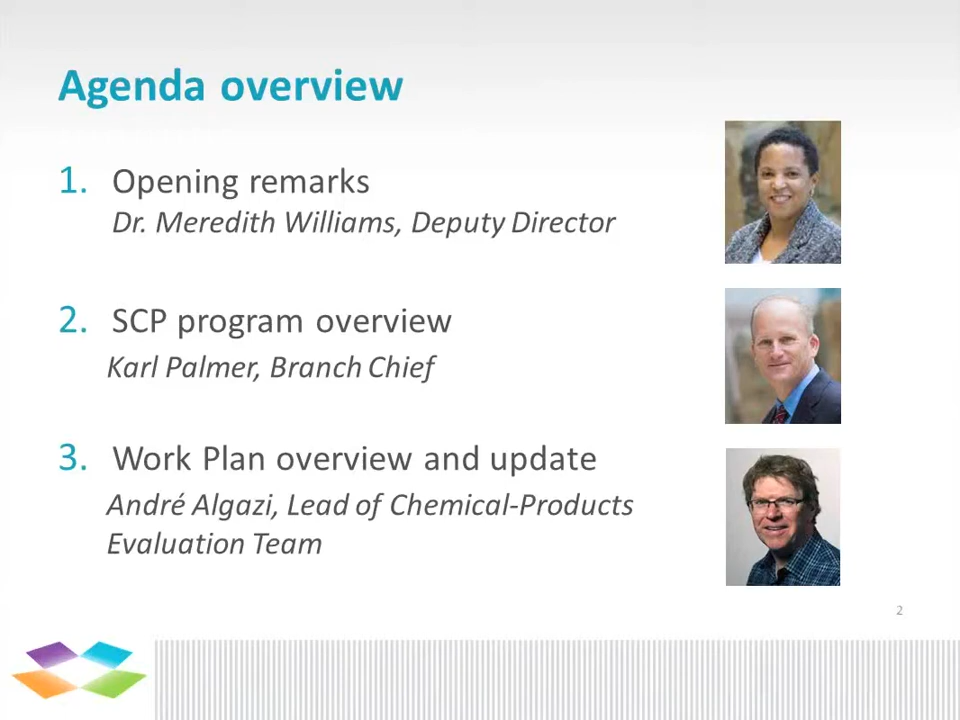 Agenda overview
1. Opening remarks
Dr. Meredith Williams, Deputy Director
2. SCP program overview
Karl Palmer, Branch Chief
3. Work Plan overview and update
André Algazi, Lead of Chemical-Products
Evaluation Team
2